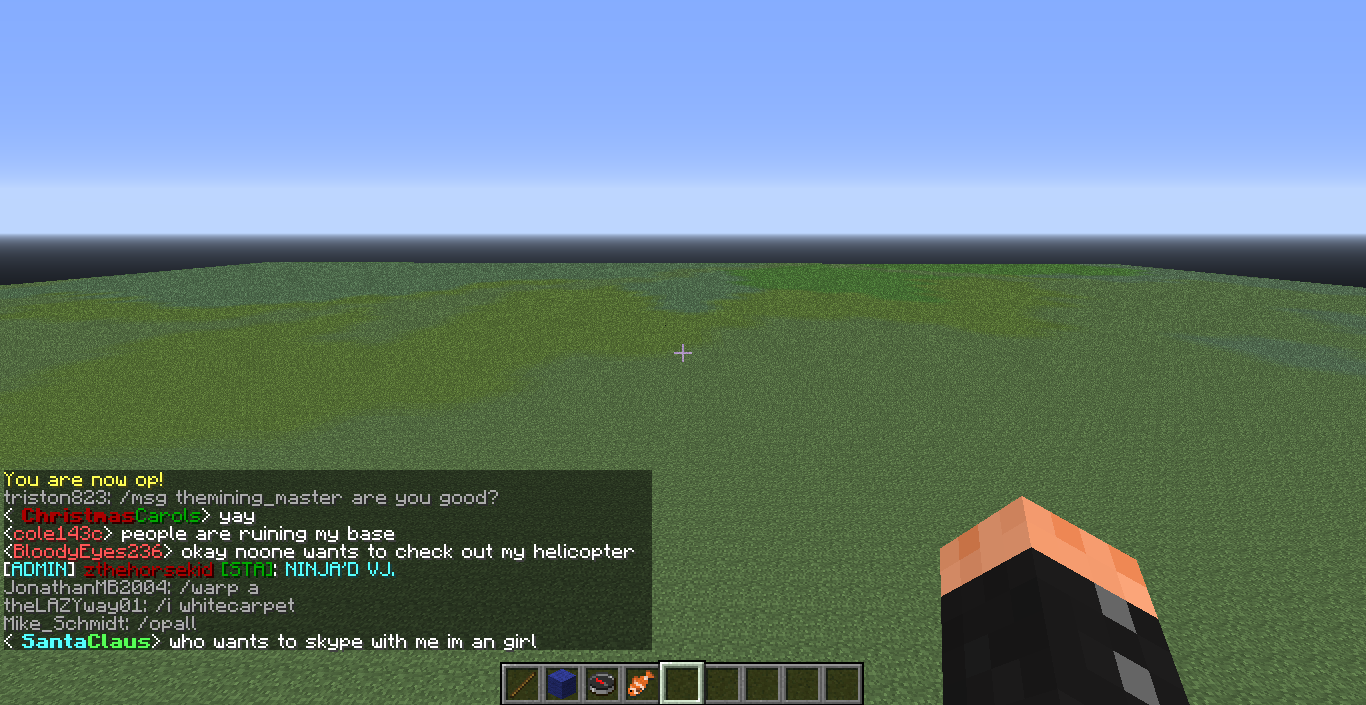 You are now op!
triston823: /msg themining_master are you good?
< ChristmasCarols> yay
<cole143c> people are ruining my base
<BloodyEyes236> okay noone wants to check out my helicopter
[ADMIN] zthehorsekid [STA]: NINJA'D VJ.
JonathanMB2004: /warp a
theLAZYway01: /i whitecarpet
Mike_Schmidt: /opall
< SantaClaus> who wants to skype with me im an girl